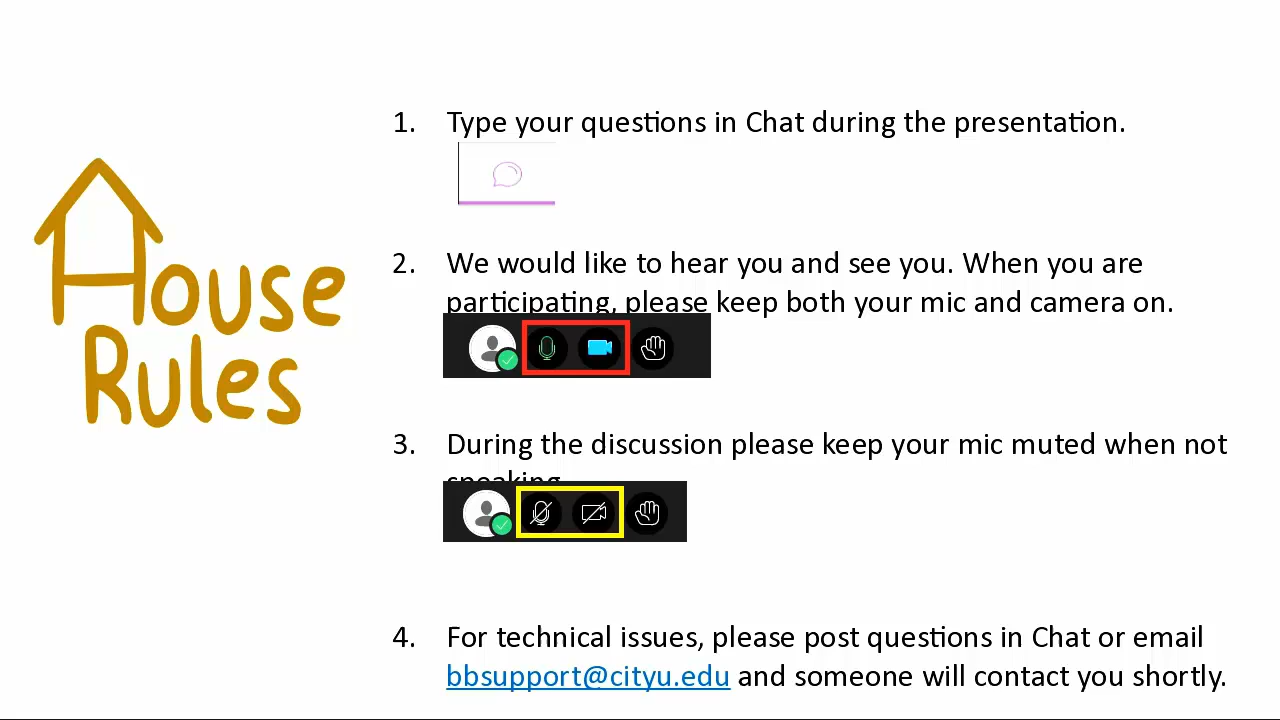 House
Rules
1. Type your questions in Chat during the presentation.
2. We would like to hear you and see you. When you are
participating, please keep both your mic and camera on.
3. During the discussion please keep your mic muted when not
speaking
4. For technical issues, please post questions in Chat or email
bbsupport@cityu.edu and someone will contact you shortly.